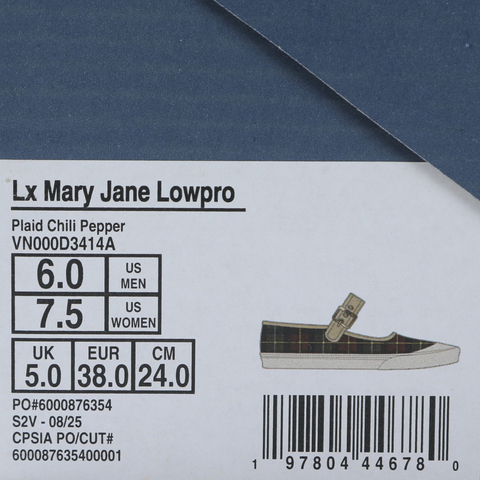 Lx Mary Jane Lowpro
Plaid Chili Pepper
VN000D3414A
6.0 US MEN
7.5 US WOMEN
UK EUR CM
5.0 38.0 24.0
PO#6000876354
S2V - 08/25
CPSIA PO/CUT#
600087635400001
1 97804 44678 0